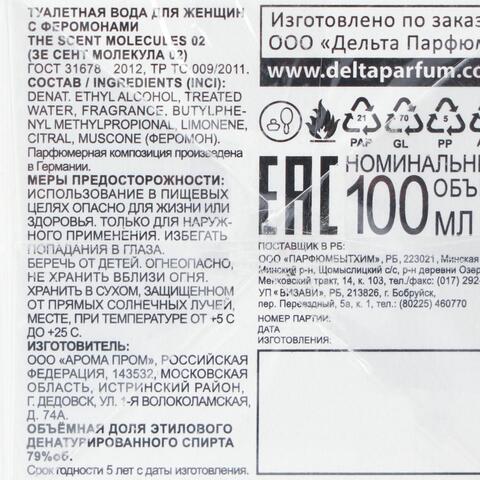 ТУАЛЕТНАЯ ВОДА ДЛЯ ЖЕНЩИН
С ФЕРОМОНАМИ
THE SCENT MOLECULES 02
(ЗЕ СЕНТ МОЛЕКУЛА 02)
ГОСТ 31678 - 2012, ТР ТС 009/2011.
СОСТАВ / INGREDIENTS (INCI):
DENAT. ETHYL ALCOHOL, TREATED
WATER, FRAGRANCE, BUTYLPHE-
NYL METHYLPROPIONAL, LIMONENE,
CITRAL, MUSCONE (ФЕРОМОН).
Парфюмерная композиция произведена
в Германии.
МЕРЫ ПРЕДОСТОРОЖНОСТИ:
ИСПОЛЬЗОВАНИЕ В ПИЩЕВЫХ
ЦЕЛЯХ ОПАСНО ДЛЯ ЖИЗНИ ИЛИ
ЗДОРОВЬЯ. ТОЛЬКО ДЛЯ НАРУЖ-
НОГО ПРИМЕНЕНИЯ. ИЗБЕГАТЬ
ПОПАДАНИЯ В ГЛАЗА.
БЕРЕЧЬ ОТ ДЕТЕЙ. ОГНЕОПАСНО,
НЕ ХРАНИТЬ ВБЛИЗИ ОГНЯ.
ХРАНИТЬ В СУХОМ, ЗАЩИЩЕННОМ
ОТ ПРЯМЫХ СОЛНЕЧНЫХ ЛУЧЕЙ,
МЕСТЕ, ПРИ ТЕМПЕРАТУРЕ ОТ +5 С
ДО +25 С.
ИЗГОТОВИТЕЛЬ:
ООО «АРОМА ПРОМ», РОССИЙСКАЯ
ФЕДЕРАЦИЯ, 143532, МОСКОВСКАЯ
ОБЛАСТЬ, ИСТРИНСКИЙ РАЙОН,
Г. ДЕДОВСК, УЛ. 1-Я ВОЛОКОЛАМСКАЯ,
Д. 74А.
ОБЪЁМНАЯ ДОЛЯ ЭТИЛОВОГО
ДЕНАТУРИРОВАННОГО СПИРТА
79%об.
Срок годности 5 лет с даты изготовления.
Изготовлено по зака
ООО «Дельта Парфюм
www.deltaparfum.co
21 70 5
PAP GL PP A
EAC
НОМИНАЛЬНЫ
ОБЪ
100 МЛ
ПОСТАВЩИК В РБ:
ООО «ПАРФЮМБЫТХИМ», РБ, 223021, Минская
Минский р-н, Щомыслицкий с/с, р-н деревни Озер
Меньковский тракт, 14, к. 103, тел./факс: (017) 292-
УП «ВИЗАВИ», РБ, 213826, г. Бобруйск,
пер. Переездный, 5а, к. 1, тел.: (80225) 460770
НОМЕР ПАРТИИ:
ДАТА
ИЗГОТОВЛЕНИЯ: